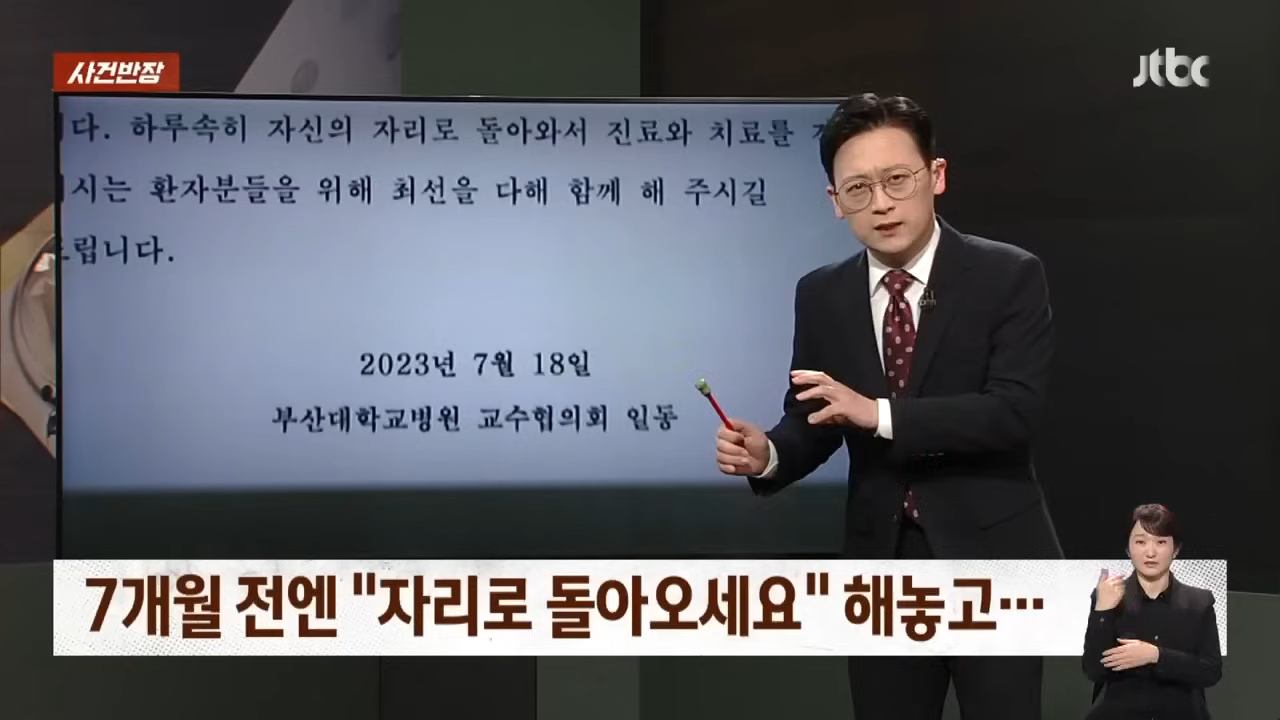 사건반장
jtbc
다. 하루속히 자신의 자리로 돌아와서 진료와 치료를
시는 환자분들을 위해 최선을 다해 함께 해 주시길
립니다.
2023년 7월 18일
부산대학교병원 교수협의회 일동
7개월 전엔 "자리로 돌아오세요" 해놓고…